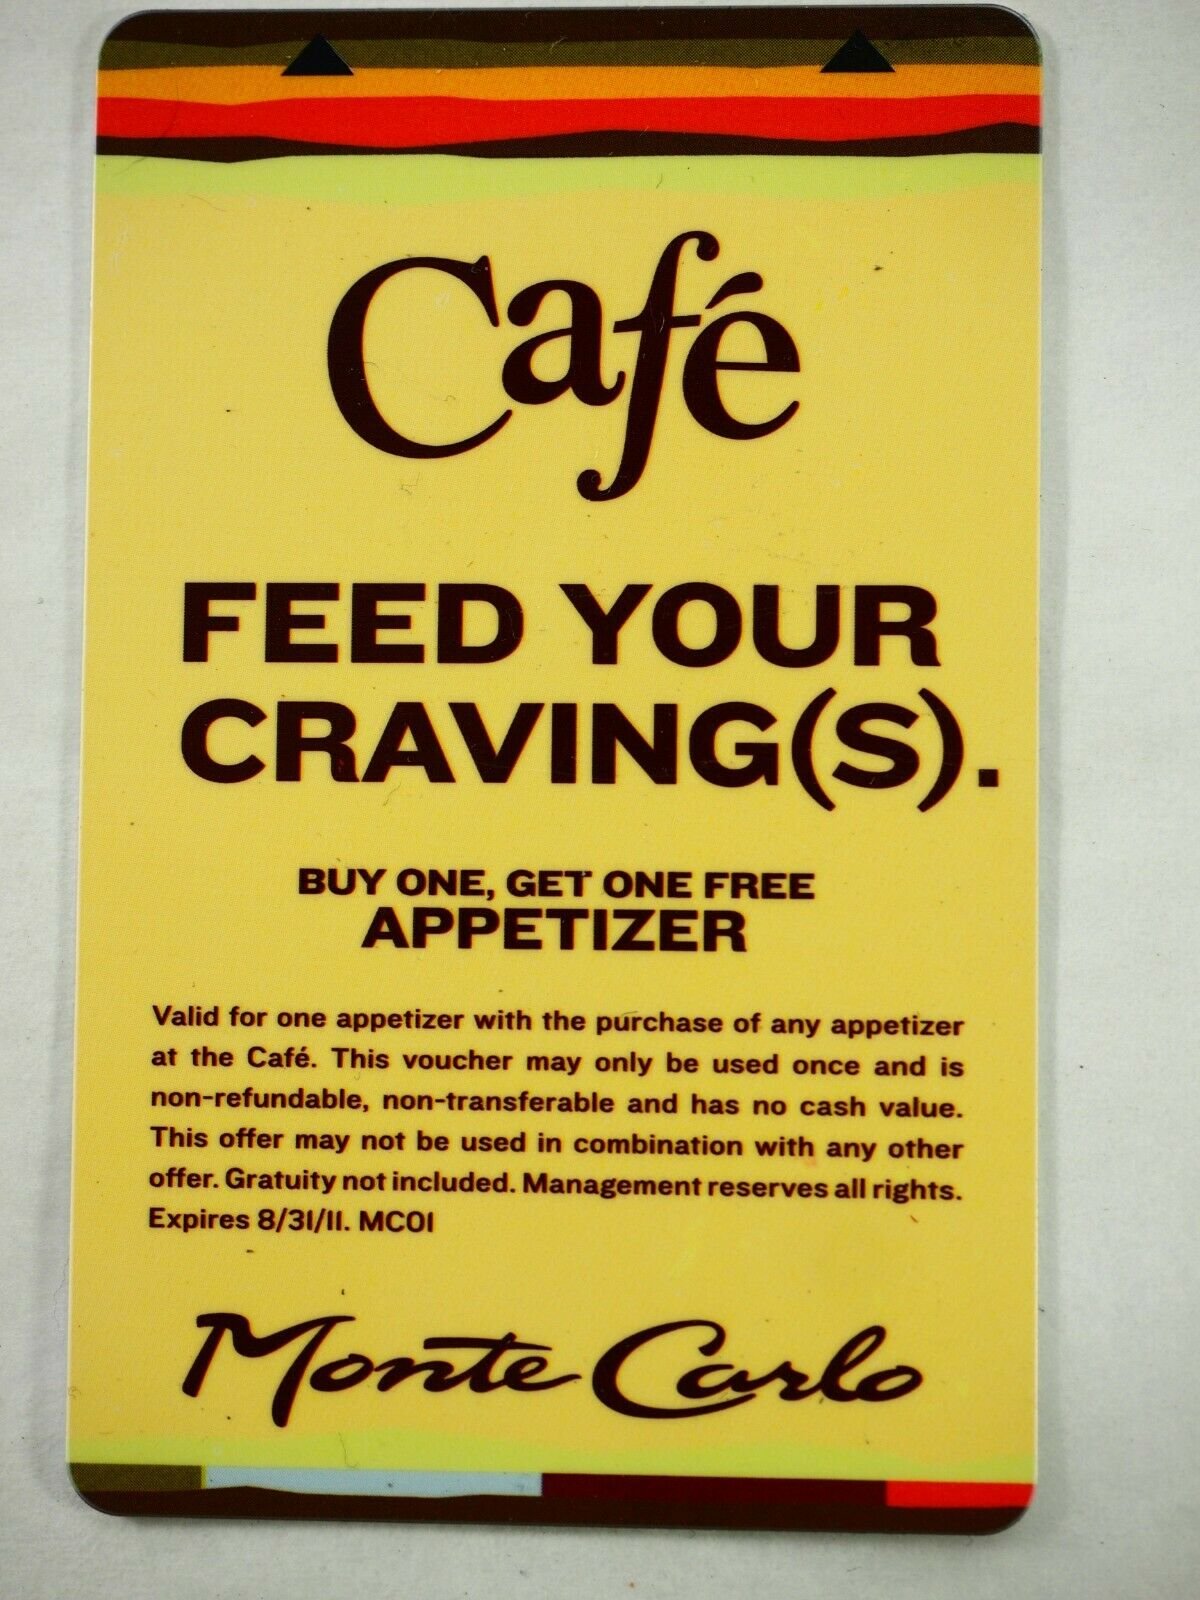 Café
FEED YOUR
CRAVING(S).
BUY ONE, GET ONE FREE
APPETIZER
Valid for one appetizer with the purchase of any appetizer
at the Café. This voucher may only be used once and is
non-refundable, non-transferable and has no cash value.
This offer may not be used in combination with any other
offer. Gratuity not included. Management reserves all rights.
Expires 8/31/11. MC01
Monte Carlo